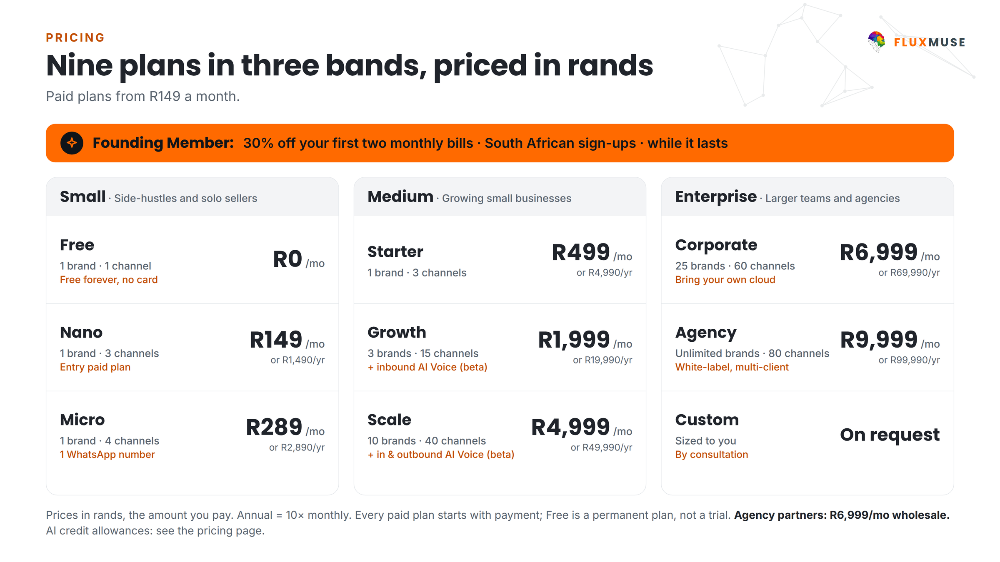 PRICING
FLUXMUSE
Nine plans in three bands, priced in rands
Paid plans from R149 a month.
Founding Member: 30% off your first two monthly bills · South African sign-ups · while it lasts
Small · Side-hustles and solo sellers
Free
R0 /mo
1 brand · 1 channel
Free forever, no card
Nano
R149 /mo
1 brand · 3 channels
or R1,490/yr
Entry paid plan
Micro
R289 /mo
1 brand · 4 channels
or R2,890/yr
1 WhatsApp number
Medium · Growing small businesses
Starter
R499 /mo
1 brand · 3 channels
or R4,990/yr
Growth
R1,999 /mo
3 brands · 15 channels
or R19,990/yr
+ inbound AI Voice (beta)
Scale
R4,999 /mo
10 brands · 40 channels
or R49,990/yr
+ in & outbound AI Voice (beta)
Enterprise · Larger teams and agencies
Corporate
R6,999 /mo
25 brands · 60 channels
or R69,990/yr
Bring your own cloud
Agency
R9,999 /mo
Unlimited brands · 80 channels
or R99,990/yr
White-label, multi-client
Custom
On request
Sized to you
By consultation
Prices in rands, the amount you pay. Annual = 10× monthly. Every paid plan starts with payment; Free is a permanent plan, not a trial. Agency partners: R6,999/mo wholesale.
AI credit allowances: see the pricing page.